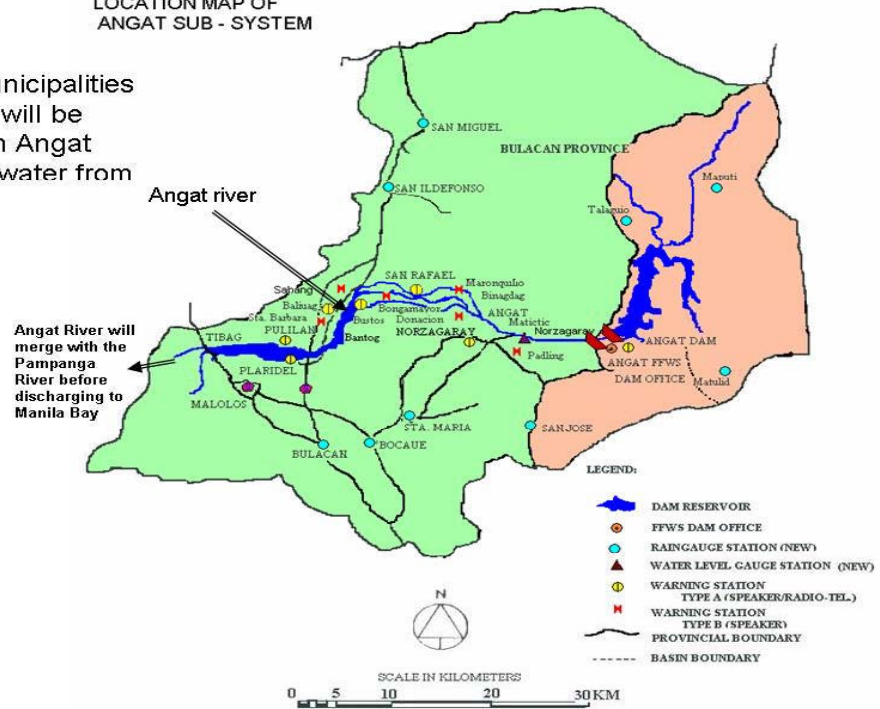 LOCATION MAP OF
ANGAT SUB - SYSTEM
nicipalities
will be
n Angat
water from
Angat river
SAN MIGUEL
BULACAN PROVINCE
SAN ILDEFONSO
Maputi
Talaguio
SAN RAFAEL
Maronquilio
Binagdag
Sabang
Baliuag
Sta. Barbara
PULILAN
Bustos
Bongamayor
Donacion
ANGAT
Matictic
Norzagaray
NORZAGARAY
Bantog
Padling
ANGAT DAM
ANGAT FFWS
DAM OFFICE
Matulid
TIBAG
PLARIDEL
MALOLOS
Angat River will
merge with the
Pampanga
River before
discharging to
Manila Bay
STA. MARIA
SAN JOSE
BOCAUE
BULACAN
LEGEND:
DAM RESERVOIR
FFWS DAM OFFICE
RAINGAUGE STATION (NEW)
WATER LEVEL GAUGE STATION (NEW)
WARNING STATION
TYPE A (SPEAKER/RADIO-TEL.)
WARNING STATION
TYPE B (SPEAKER)
PROVINCIAL BOUNDARY
BASIN BOUNDARY
N
SCALE IN KILOMETERS
0 5 10 20 30 KM